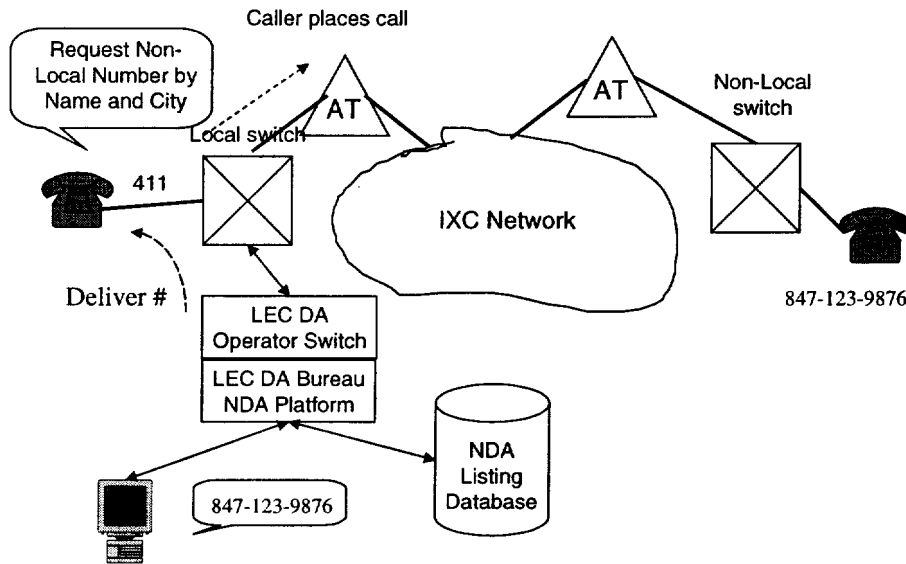 Caller places call
Request Non-
Local Number by
Name and City
AT
AT
Non-Local
switch
Local switch
411
IXC Network
Deliver #
847-123-9876
LEC DA
Operator Switch
LEC DA Bureau
NDA Platform
NDA
Listing
Database
847-123-9876